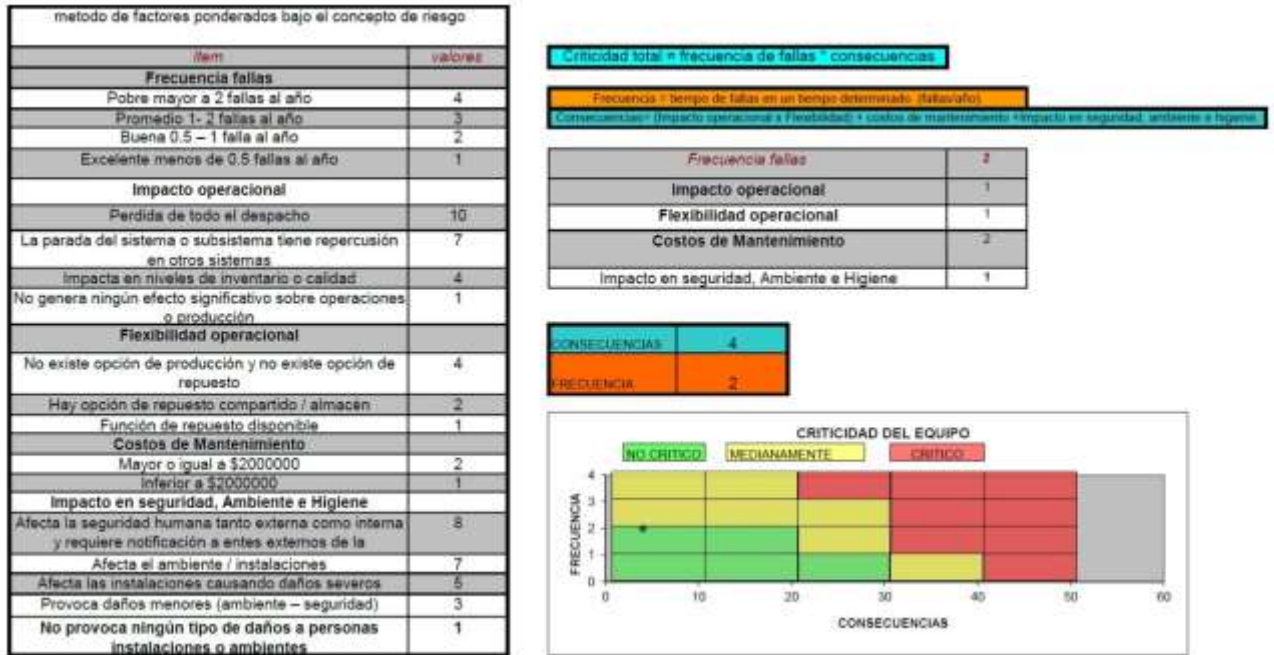 metodo de factores ponderados bajo el concepto de riesgo
item valores
Frecuencia fallas
Pobre mayor a 2 fallas al año 4
Promedio 1- 2 fallas al año 3
Buena 0.5 – 1 falla al año 2
Excelente menos de 0.5 fallas al año 1
Impacto operacional
Perdida de todo el despacho 10
La parada del sistema o subsistema tiene repercusión 7
en otros sistemas
Impacta en niveles de inventario o calidad 4
No genera ningún efecto significativo sobre operaciones 1
o producción
Flexibilidad operacional
No existe opción de producción y no existe opción de 4
repuesto
Hay opción de repuesto compartido / almacén 2
Función de repuesto disponible 1
Costos de Mantenimiento
Mayor o igual a $2000000 2
Inferior a $2000000 1
Impacto en seguridad, Ambiente e Higiene
Afecta la seguridad humana tanto externa como interna 8
y requiere notificación a entes externos de la
Afecta el ambiente / instalaciones 7
Afecta las instalaciones causando daños severos 5
Provoca daños menores (ambiente – seguridad) 3
No provoca ningún tipo de daños a personas 1
instalaciones o ambientes
Criticidad total = frecuencia de fallas * consecuencias
Frecuencia = tiempo de fallas en un tiempo determinado (fallas/año)
Consecuencias= (Impacto operacional x Flexibilidad) + costos de mantenimiento +impacto en seguridad, ambiente e higiene
Frecuencia fallas 2
Impacto operacional 1
Flexibilidad operacional 1
Costos de Mantenimiento 2
Impacto en seguridad, Ambiente e Higiene 1
CONSECUENCIAS 4
FRECUENCIA 2
CRITICIDAD DEL EQUIPO
NO CRITICO MEDIANAMENTE CRITICO
FRECUENCIA
4
3
2
1
0
0 10 20 30 40 50 60
CONSECUENCIAS